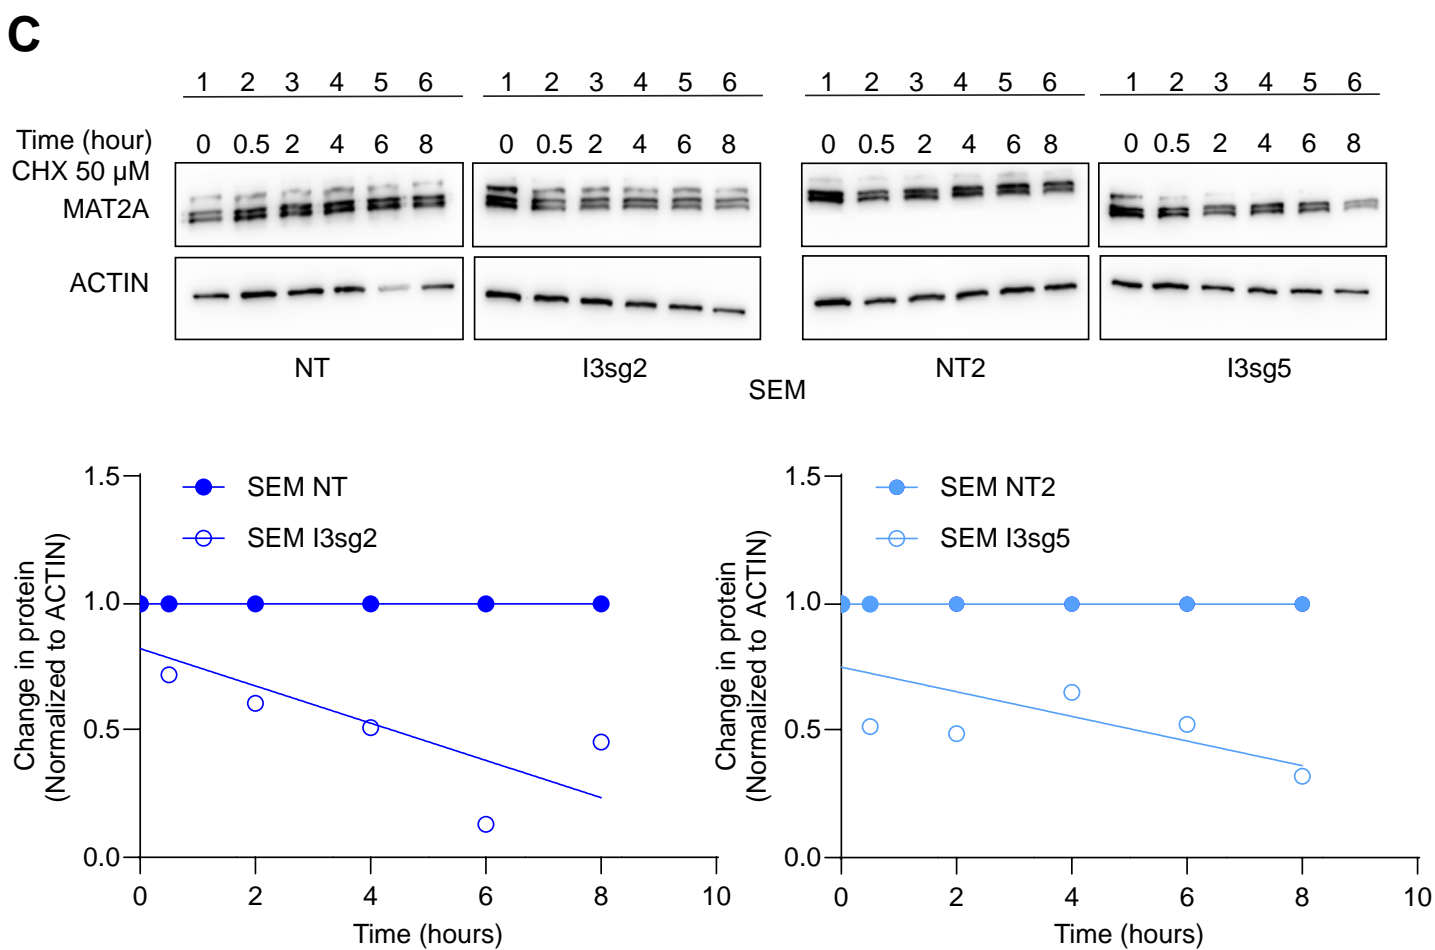 C
1 2 3 4 5 6 1 2 3 4 5 6 1 2 3 4 5 6 1 2 3 4 5 6
Time (hour) 0 0.5 2 4 6 8 0 0.5 2 4 6 8 0 0.5 2 4 6 8 0 0.5 2 4 6 8
CHX 50 µM
MAT2A
ACTIN
NT I3sg2 NT2 I3sg5
SEM
Change in protein
(Normalized to ACTIN)
1.5
1.0
0.5
0.0
SEM NT
SEM I3sg2
0 2 4 6 8 10
Time (hours)
Change in protein
(Normalized to ACTIN)
1.5
1.0
0.5
0.0
SEM NT2
SEM I3sg5
0 2 4 6 8 10
Time (hours)